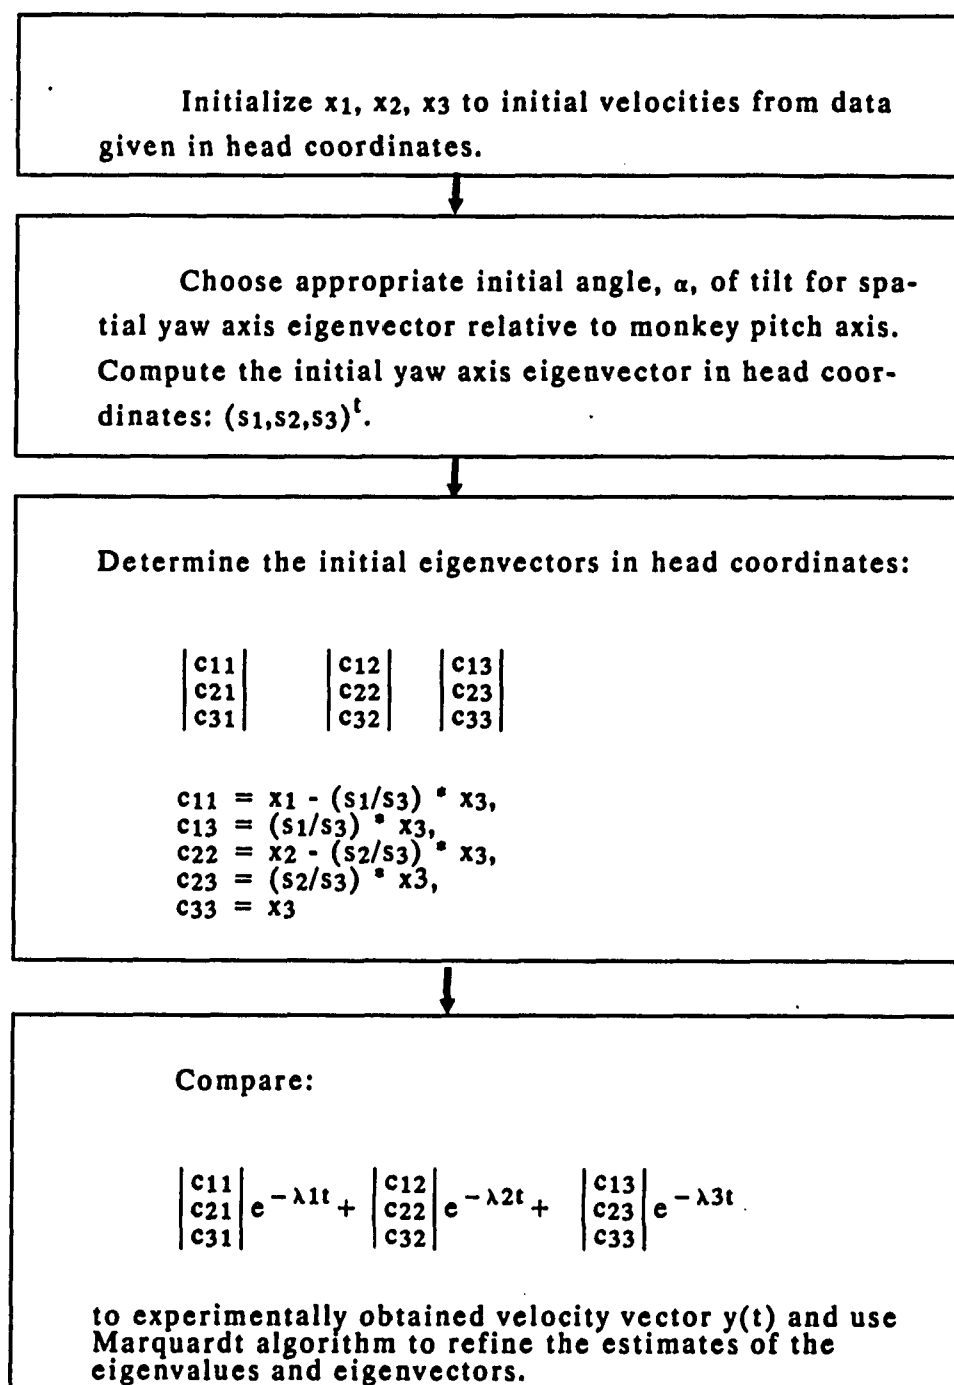 Initialize x1, x2, x3 to initial velocities from data
given in head coordinates.
Choose appropriate initial angle, α, of tilt for spa-
tial yaw axis eigenvector relative to monkey pitch axis.
Compute the initial yaw axis eigenvector in head coor-
dinates: (s1,s2,s3)^t.
Determine the initial eigenvectors in head coordinates:
|c11| |c12| |c13|
|c21| |c22| |c23|
|c31| |c32| |c33|
c11 = x1 - (s1/s3) * x3,
c13 = (s1/s3) * x3,
c22 = x2 - (s2/s3) * x3,
c23 = (s2/s3) * x3,
c33 = x3
Compare:
|c11| |c12| |c13|
|c21| e^-λ1t + |c22| e^-λ2t + |c23| e^-λ3t
|c31| |c32| |c33|
to experimentally obtained velocity vector y(t) and use
Marquardt algorithm to refine the estimates of the
eigenvalues and eigenvectors.